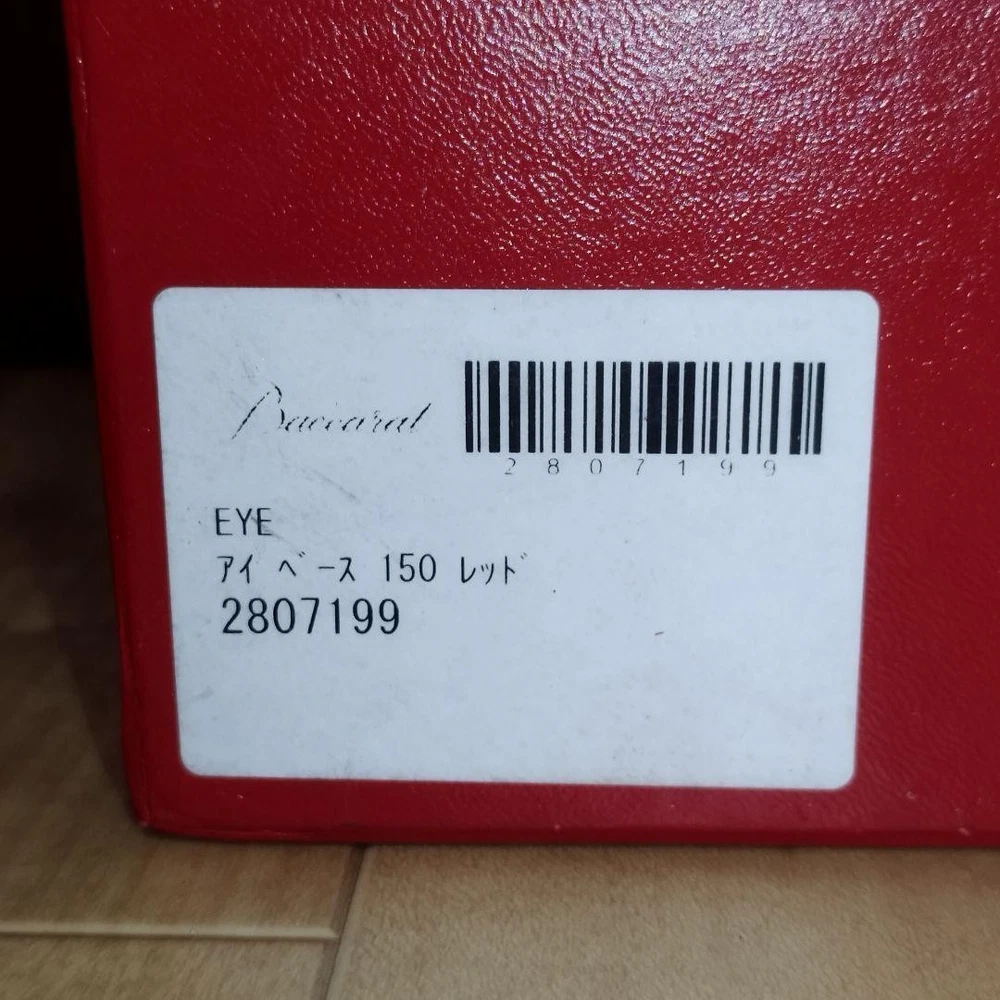 Baccarat
2807199
EYE
ｱｲ ﾍﾞｰｽ 150 ﾚｯﾄﾞ
2807199